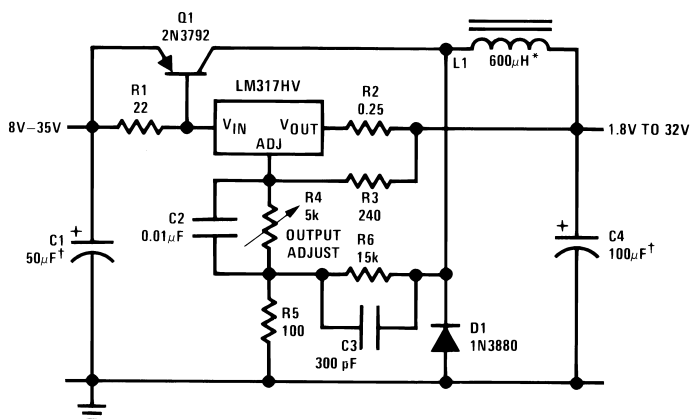 Q1
2N3792
L1
600μH*
R1
22
LM317HV
R2
0.25
8V–35V
VIN
VOUT
ADJ
1.8V TO 32V
R4
5k
R3
240
C2
0.01μF
OUTPUT
ADJUST
R6
15k
C1
+
50μF†
+
C4
100μF†
R5
100
C3
300 pF
D1
1N3880